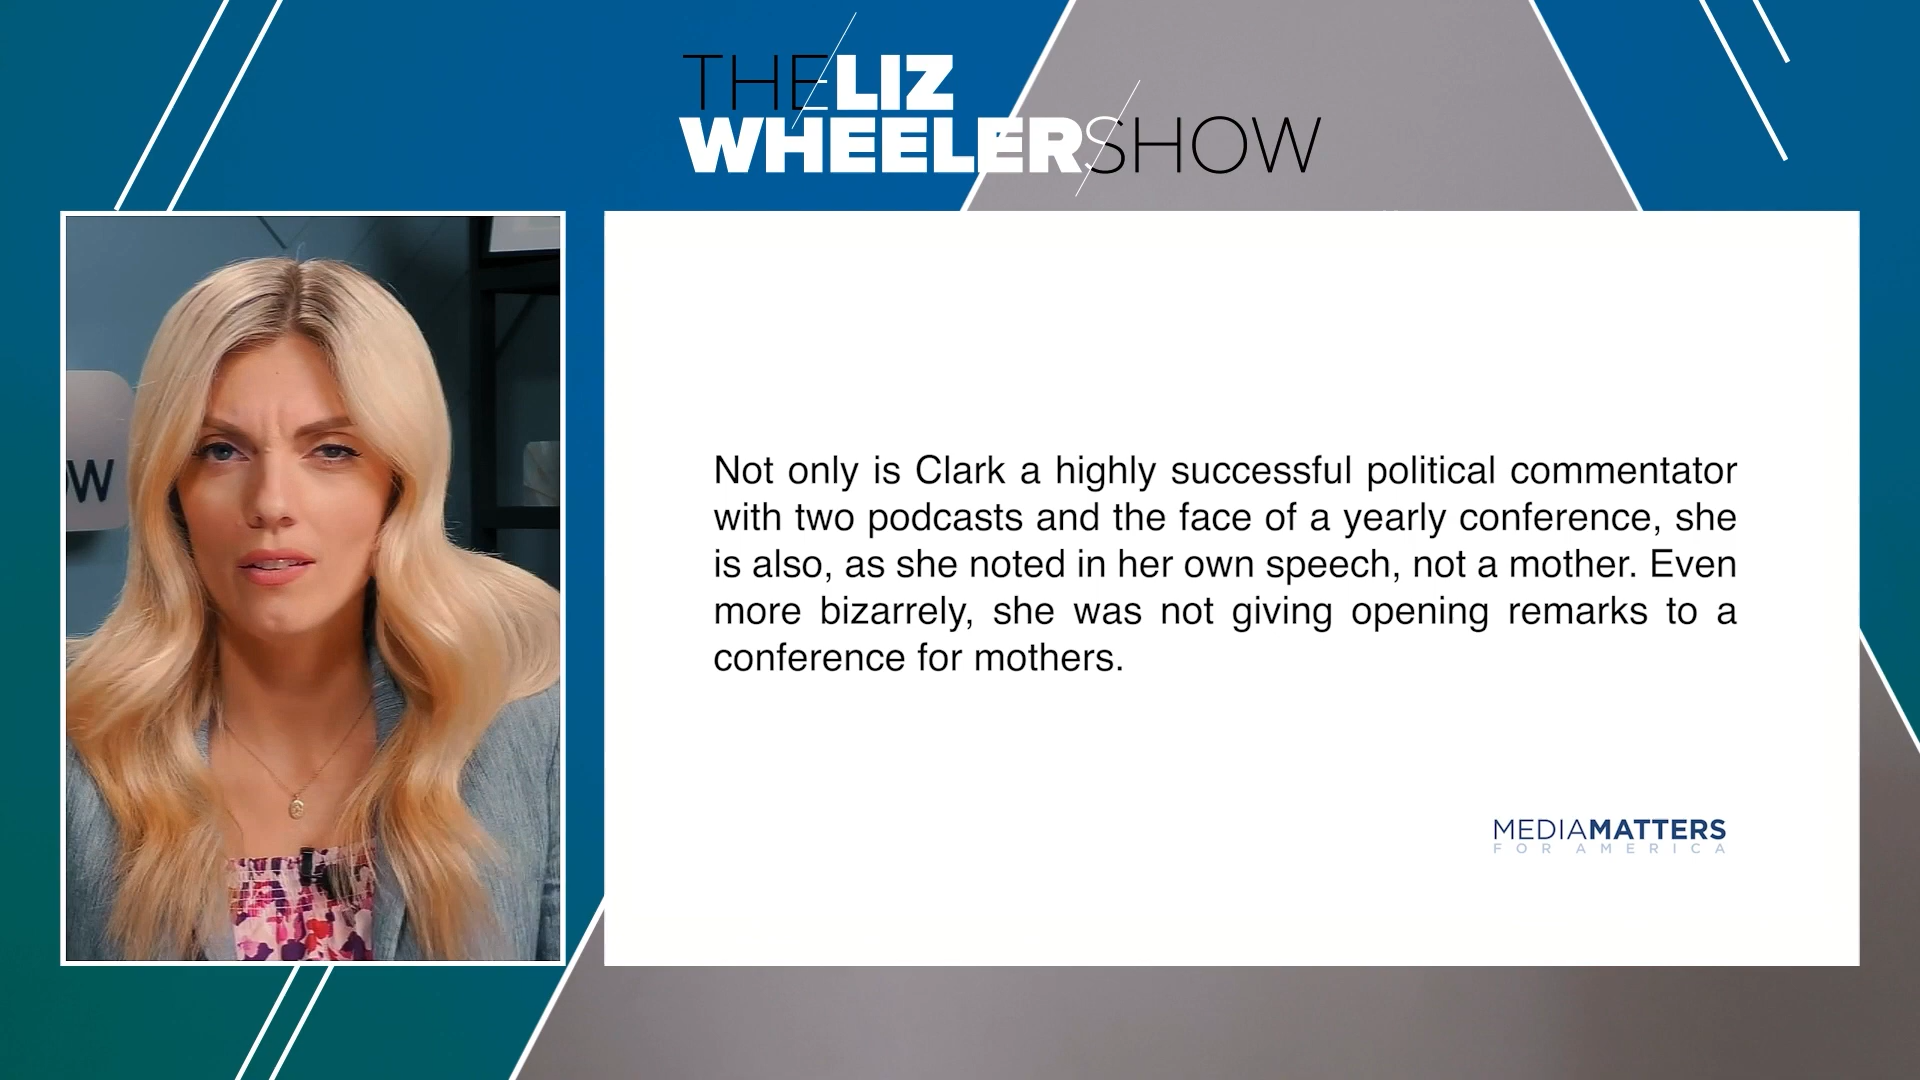 THE LIZ
WHEELER SHOW
OW
Not only is Clark a highly successful political commentator
with two podcasts and the face of a yearly conference, she
is also, as she noted in her own speech, not a mother. Even
more bizarrely, she was not giving opening remarks to a
conference for mothers.
MEDIAMATTERS
FOR AMERICA